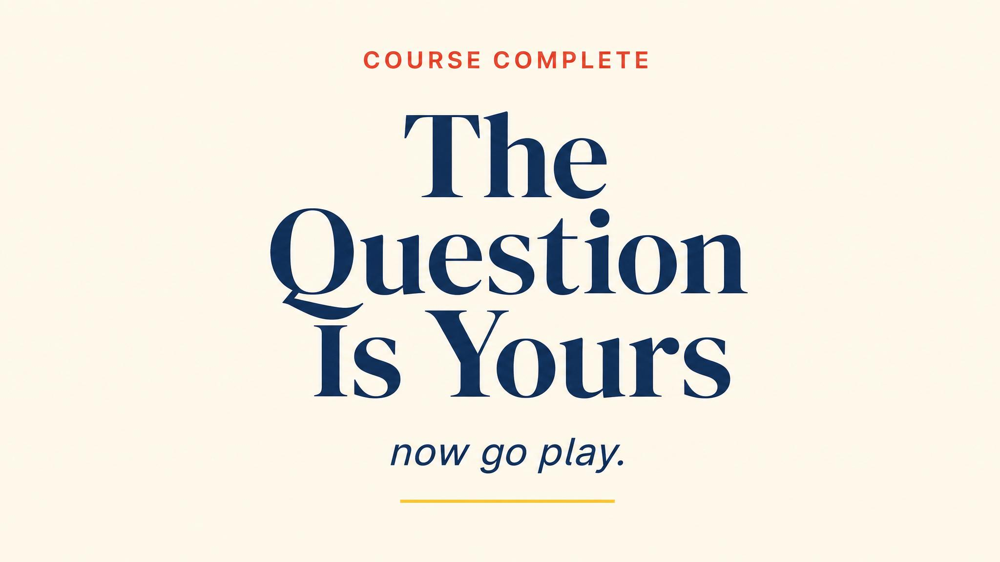 COURSE COMPLETE
The
Question
Is Yours
now go play.